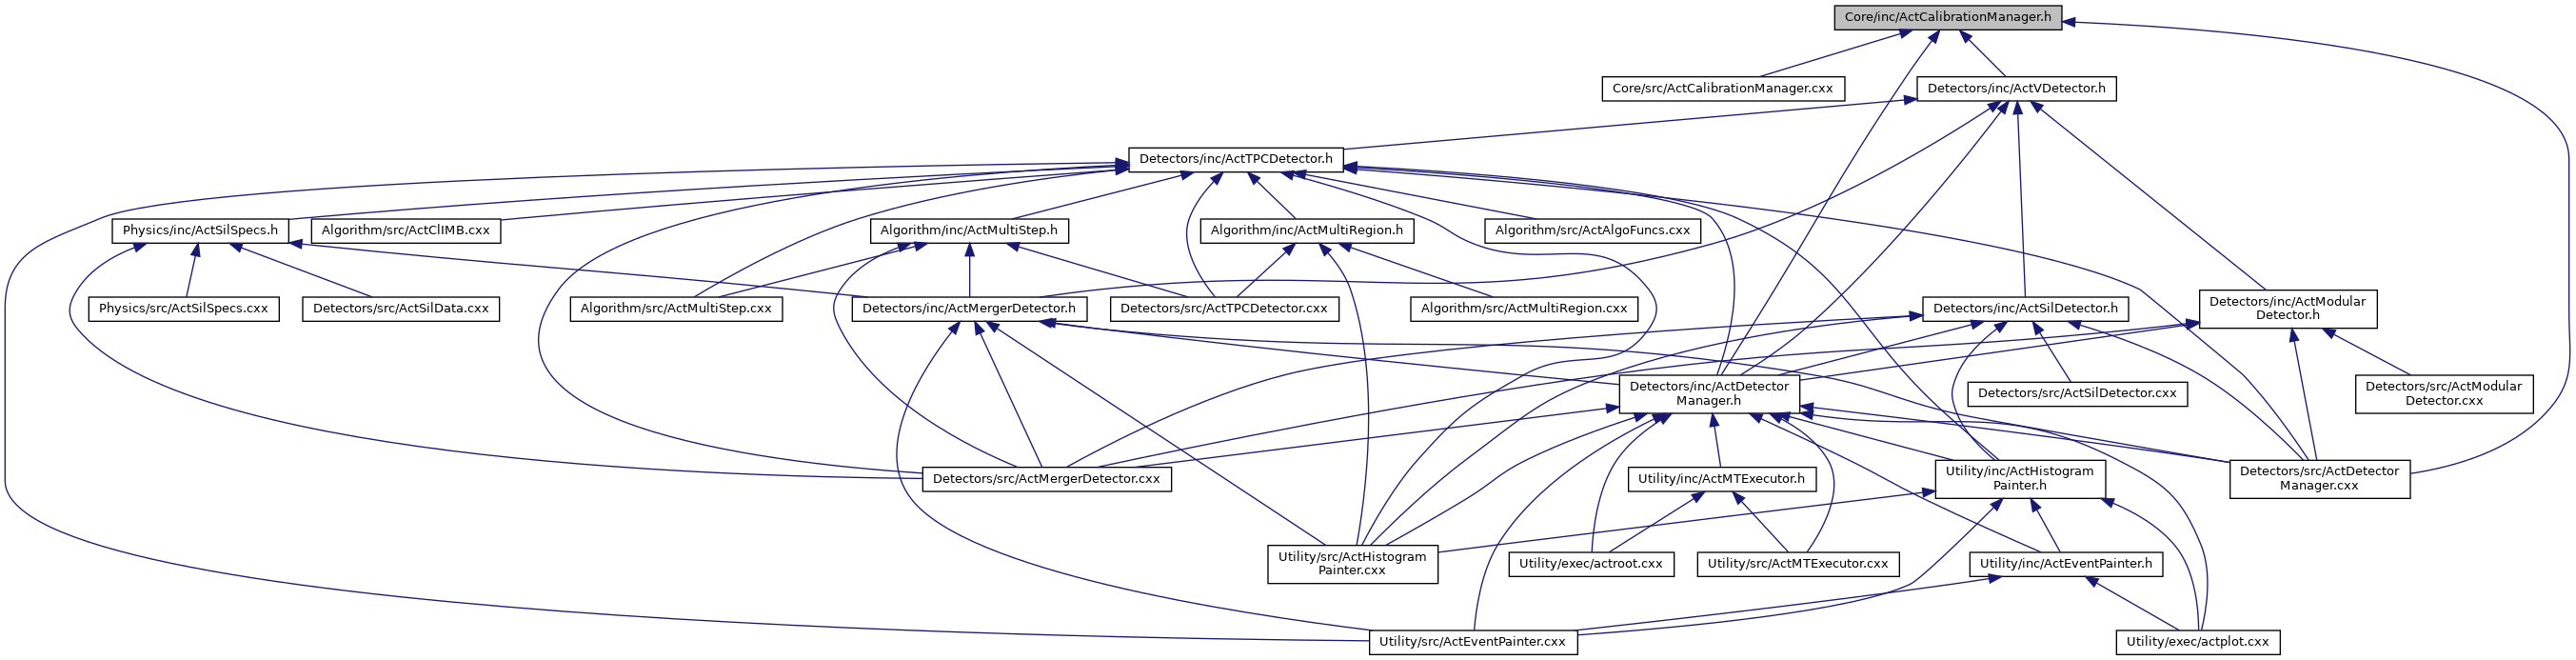 Core/inc/ActCalibrationManager.h
Core/src/ActCalibrationManager.cxx
Detectors/inc/ActVDetector.h
Detectors/inc/ActTPCDetector.h
Physics/inc/ActSilSpecs.h
Algorithm/src/ActClIMB.cxx
Algorithm/inc/ActMultiStep.h
Algorithm/inc/ActMultiRegion.h
Algorithm/src/ActAlgoFuncs.cxx
Physics/src/ActSilSpecs.cxx
Detectors/src/ActSilData.cxx
Algorithm/src/ActMultiStep.cxx
Detectors/inc/ActMergerDetector.h
Detectors/src/ActTPCDetector.cxx
Algorithm/src/ActMultiRegion.cxx
Detectors/inc/ActSilDetector.h
Detectors/inc/ActModular
Detector.h
Detectors/inc/ActDetector
Manager.h
Detectors/src/ActSilDetector.cxx
Detectors/src/ActModular
Detector.cxx
Detectors/src/ActMergerDetector.cxx
Utility/inc/ActMTExecutor.h
Utility/inc/ActHistogram
Painter.h
Detectors/src/ActDetector
Manager.cxx
Utility/src/ActHistogram
Painter.cxx
Utility/exec/actroot.cxx
Utility/src/ActMTExecutor.cxx
Utility/inc/ActEventPainter.h
Utility/src/ActEventPainter.cxx
Utility/exec/actplot.cxx